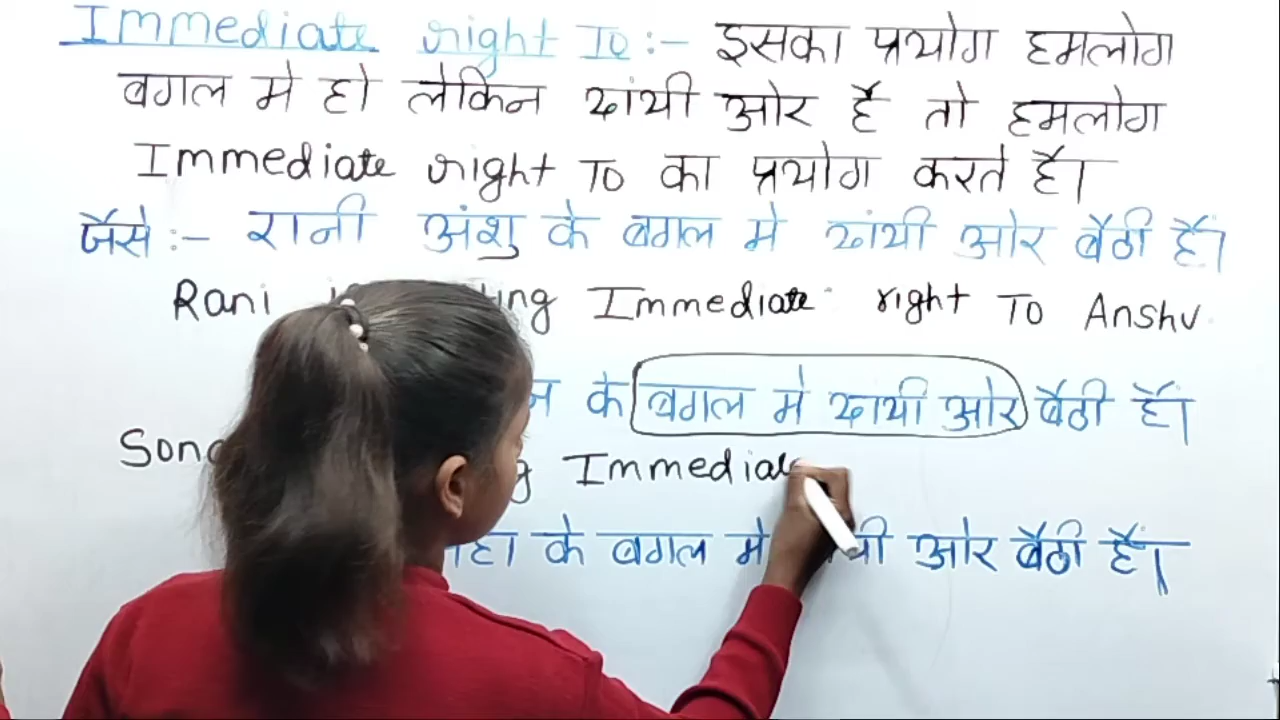 Immediate right To :- इसका प्रयोग हमलोग
बगल मे हो लेकिन दांयी ओर है तो हमलोग
Immediate right To का प्रयोग करते है।
जैसे :- रानी अंशु के बगल मे दांयी ओर बैठी है।
Rani Immediate right To Anshu
के बगल मे दायी ओर बैठी है।
Immediate
के बगल मे ओर बैठी है।